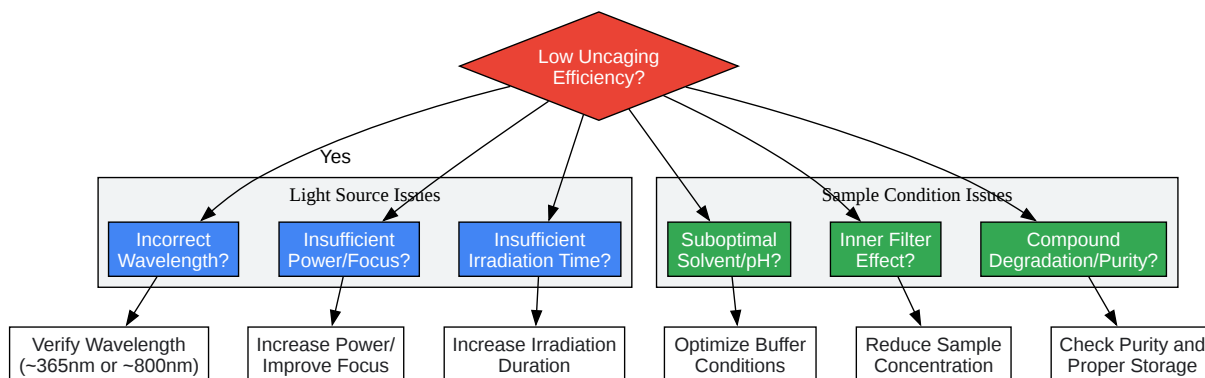 Low Uncaging
Efficiency?
Yes
Light Source Issues
Sample Condition Issues
Incorrect
Wavelength?
Insufficient
Power/Focus?
Insufficient
Irradiation Time?
Suboptimal
Solvent/pH?
Inner Filter
Effect?
Compound
Degradation/Purity?
Verify Wavelength
(~365nm or ~800nm)
Increase Power/
Improve Focus
Increase Irradiation
Duration
Optimize Buffer
Conditions
Reduce Sample
Concentration
Check Purity and
Proper Storage